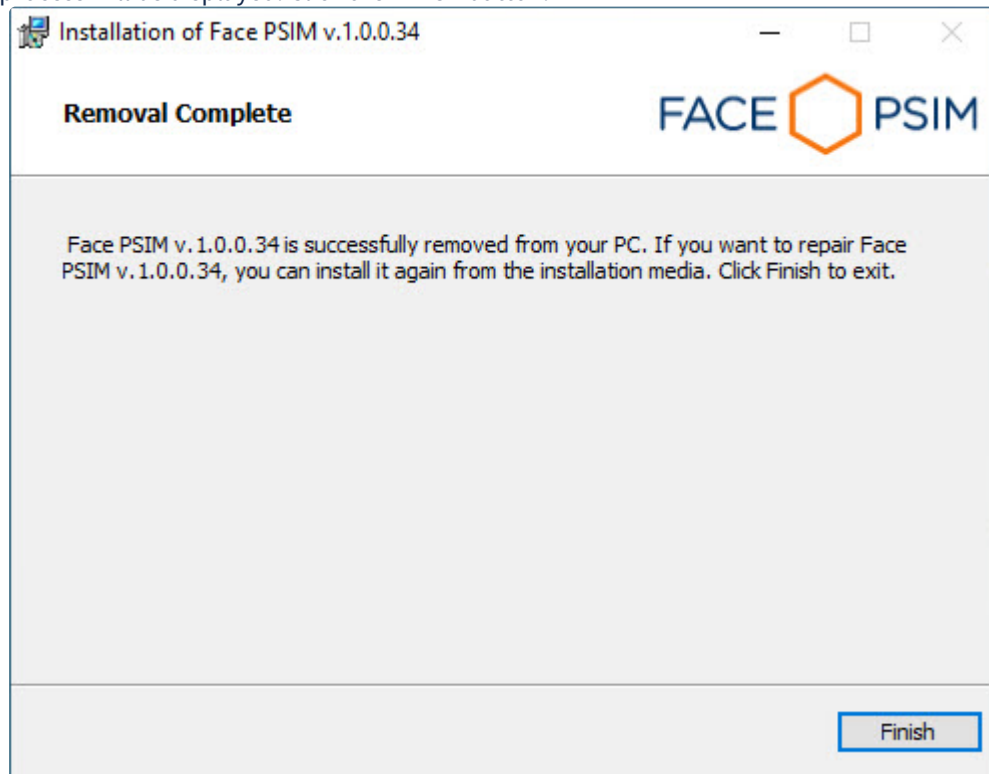 Installation of Face PSIM v.1.0.0.34
Removal Complete
FACE PSIM
Face PSIM v.1.0.0.34 is successfully removed from your PC. If you want to repair Face
PSIM v.1.0.0.34, you can install it again from the installation media. Click Finish to exit.
Finish